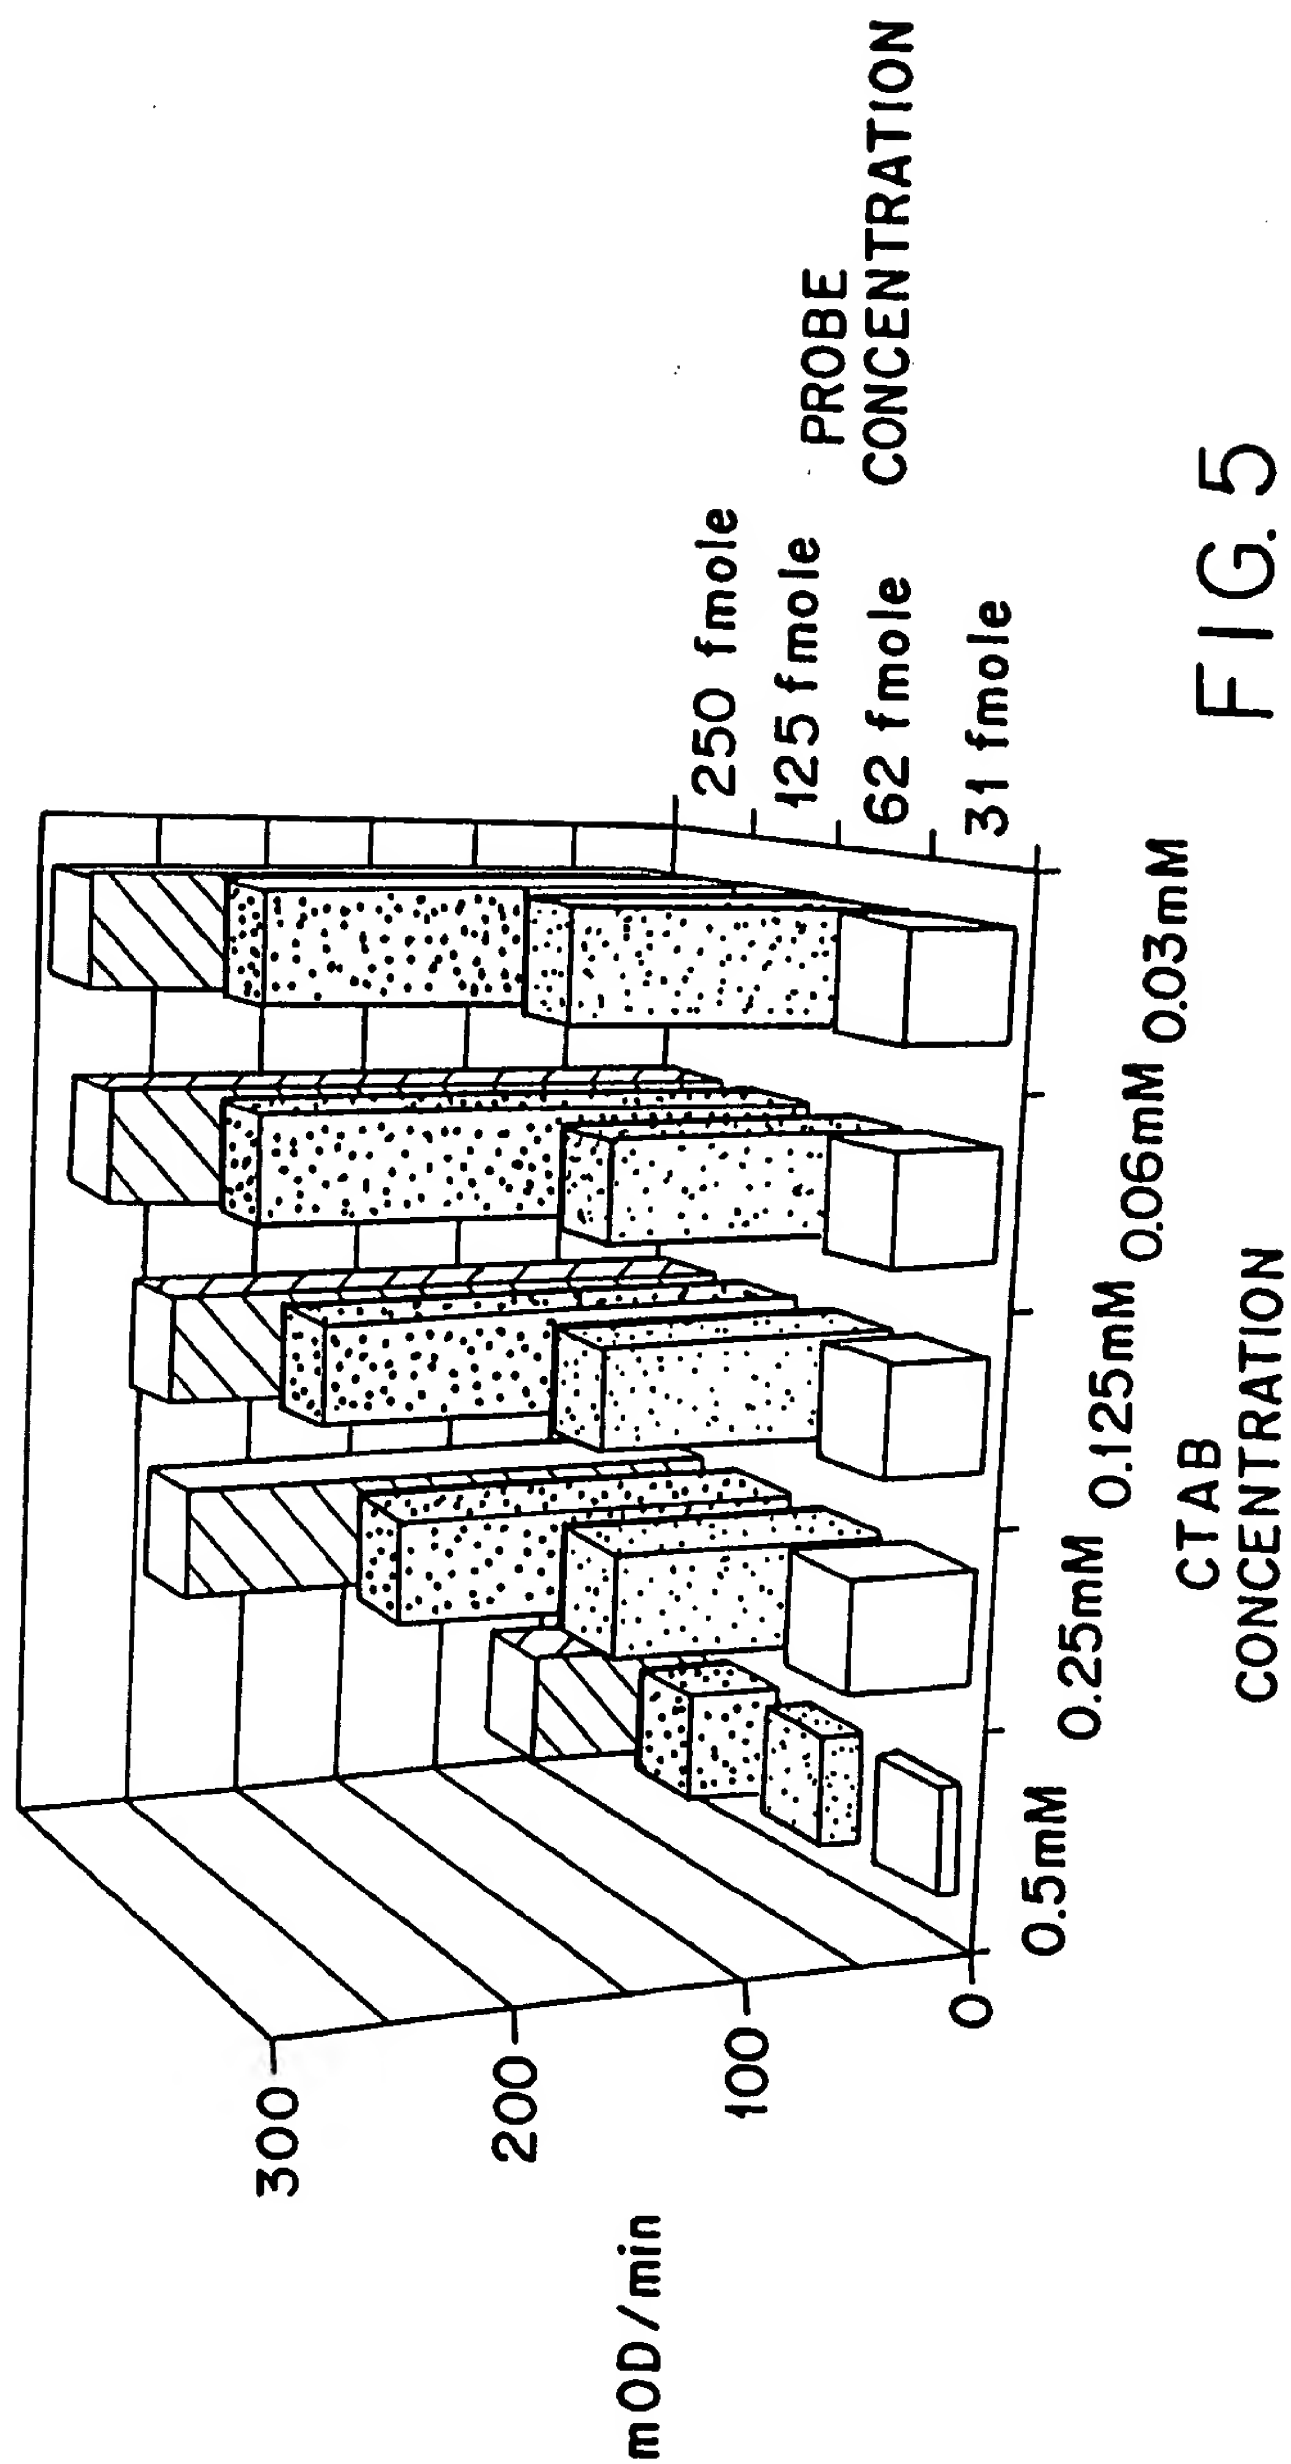 mOD/min
300
200
100
0
0.5mM
0.25mM
0.125mM
0.06mM
0.03mM
CTAB
CONCENTRATION
250 fmole
125 fmole
62 fmole
31 fmole
PROBE
CONCENTRATION
FIG. 5